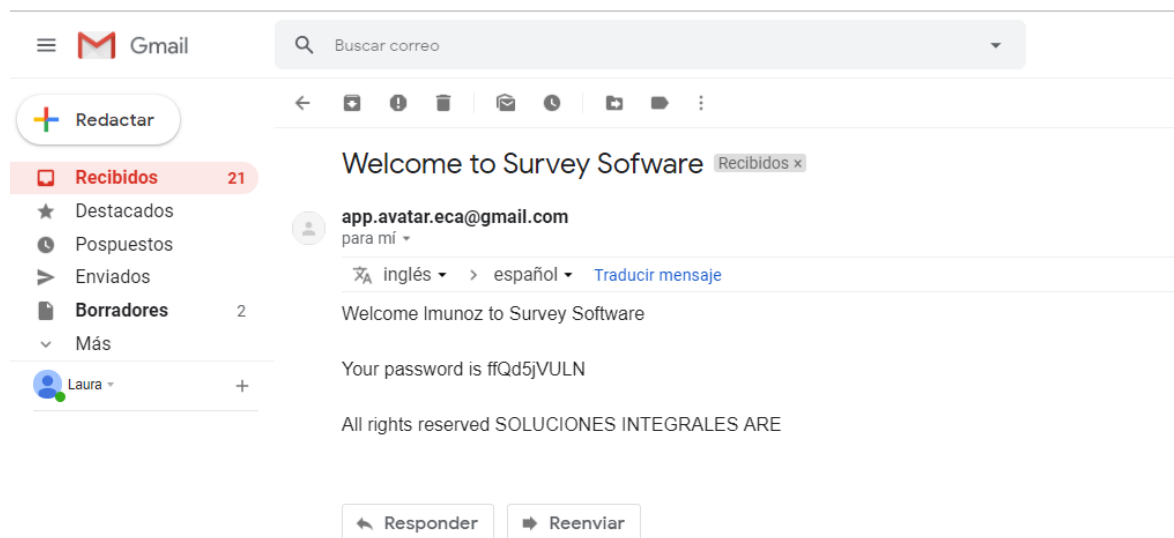 Gmail
Buscar correo
Redactar
Recibidos 21
Destacados
Pospuestos
Enviados
Borradores 2
Más
Laura
Welcome to Survey Sofware Recibidos x
app.avatar.eca@gmail.com
para mí
inglés > español Traducir mensaje
Welcome lmunoz to Survey Software
Your password is ffQd5jVULN
All rights reserved SOLUCIONES INTEGRALES ARE
Responder Reenviar